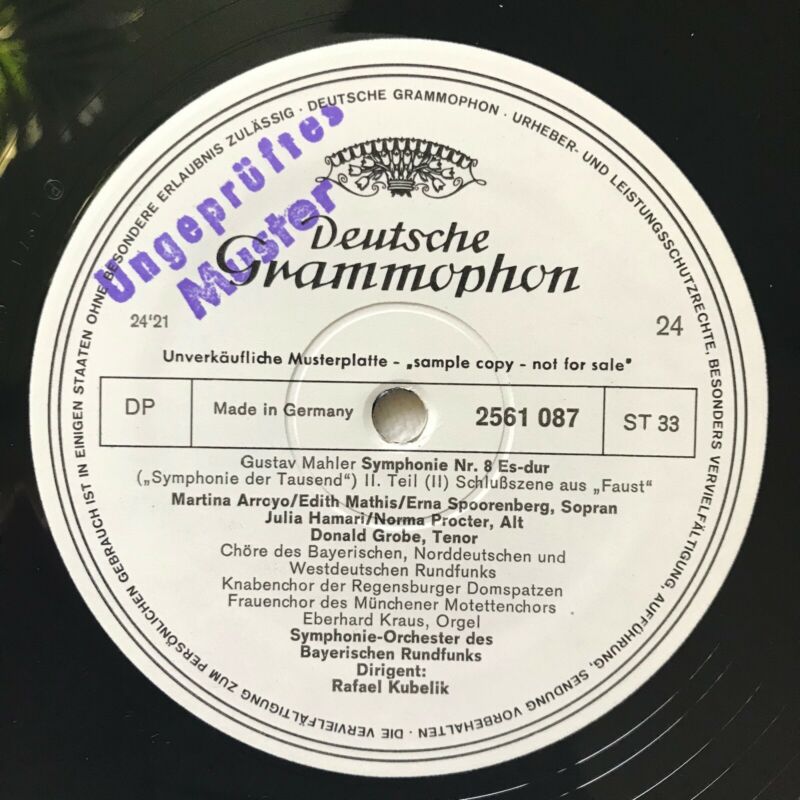 DIE VERVIELFÄLTIGUNG ZUM PERSÖNLICHEN GEBRAUCH IST IN EINIGEN STAATEN OHNE BESONDERE ERLAUBNIS ZULÄSSIG · DEUTSCHE GRAMMOPHON · URHEBER- UND LEISTUNGSSCHUTZRECHTE, BESONDERS VERVIELFÄLTIGUNG, AUFFÜHRUNG, SENDUNG VORBEHALTEN ·
Ungeprüftes
Muster
Deutsche
Grammophon
24'21
24
Unverkäufliche Musterplatte - „sample copy - not for sale"
DP Made in Germany 2561 087 ST 33
Gustav Mahler Symphonie Nr. 8 Es-dur
(„Symphonie der Tausend") II. Teil (II) Schlußszene aus „Faust"
Martina Arroyo/Edith Mathis/Erna Spoorenberg, Sopran
Julia Hamari/Norma Procter, Alt
Donald Grobe, Tenor
Chöre des Bayerischen, Norddeutschen und
Westdeutschen Rundfunks
Knabenchor der Regensburger Domspatzen
Frauenchor des Münchener Motettenchors
Eberhard Kraus, Orgel
Symphonie-Orchester des
Bayerischen Rundfunks
Dirigent:
Rafael Kubelik